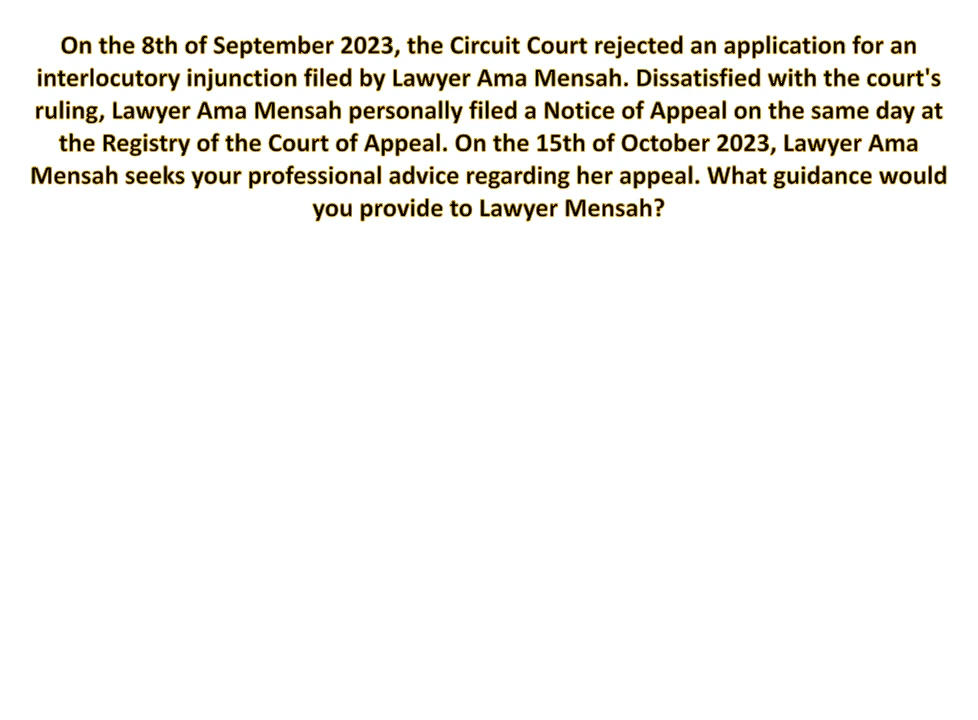 On the 8th of September 2023, the Circuit Court rejected an application for an
interlocutory injunction filed by Lawyer Ama Mensah. Dissatisfied with the court's
ruling, Lawyer Ama Mensah personally filed a Notice of Appeal on the same day at
the Registry of the Court of Appeal. On the 15th of October 2023, Lawyer Ama
Mensah seeks your professional advice regarding her appeal. What guidance would
you provide to Lawyer Mensah?